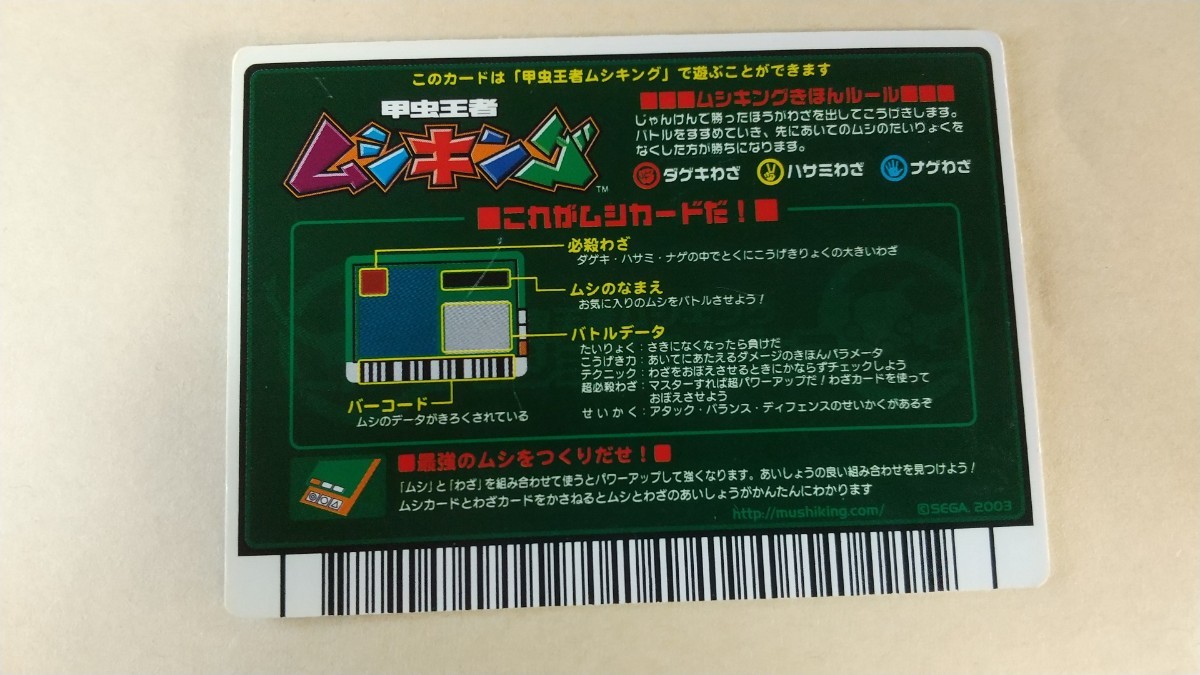 このカードは「甲虫王者ムシキング」で遊ぶことができます
甲虫王者
ムシキング
TM
■■■ムシキングきほんルール■■■
じゃんけんで勝ったほうがわざを出してこうげきします。
バトルをすすめていき、先にあいてのムシのたいりょくを
なくした方が勝ちになります。
ダゲキわざ ハサミわざ ナゲわざ
■これがムシカードだ！■
必殺わざ
ダゲキ・ハサミ・ナゲの中でとくにこうげきりょくの大きいわざ
ムシのなまえ
お気に入りのムシをバトルさせよう！
バトルデータ
たいりょく：さきになくなったら負けだ
こうげき力：あいてにあたえるダメージのきほんパラメータ
テクニック：わざをおぼえさせるときにかならずチェックしよう
超必殺わざ：マスターすれば超パワーアップだ！わざカードを使って
おぼえさせよう
せいかく：アタック・バランス・ディフェンスのせいかくがあるぞ
バーコード
ムシのデータがきろくされている
■最強のムシをつくりだせ！■
「ムシ」と「わざ」を組み合わせて使うとパワーアップして強くなります。あいしょうの良い組み合わせを見つけよう！
ムシカードとわざカードをかさねるとムシとわざのあいしょうがかんたんにわかります
http://mushiking.com/
©SEGA, 2003